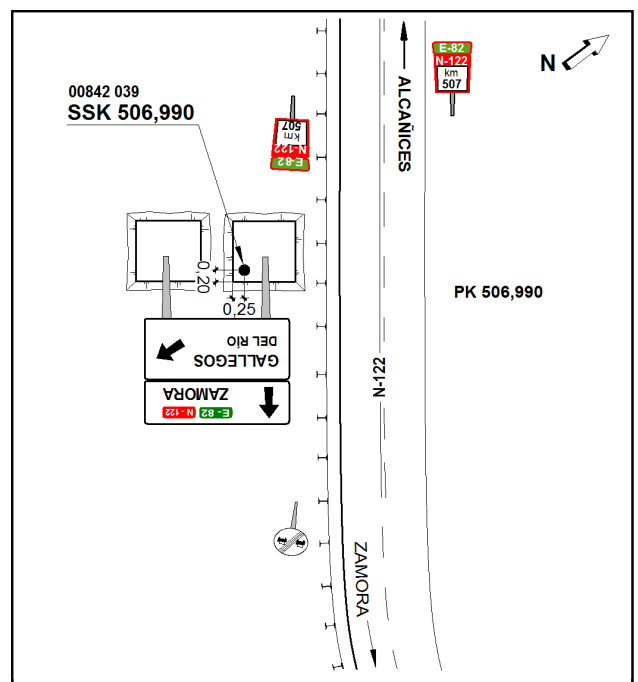 E-82
N-122
km
507
N
ALCAÑICES
00842 039
SSK 506,990
507
km
N-122
E-82
0,20
0,25
PK 506,990
GALLEGOS
DEL RÍO
ZAMORA
E-82
N-122
N-122
ZAMORA